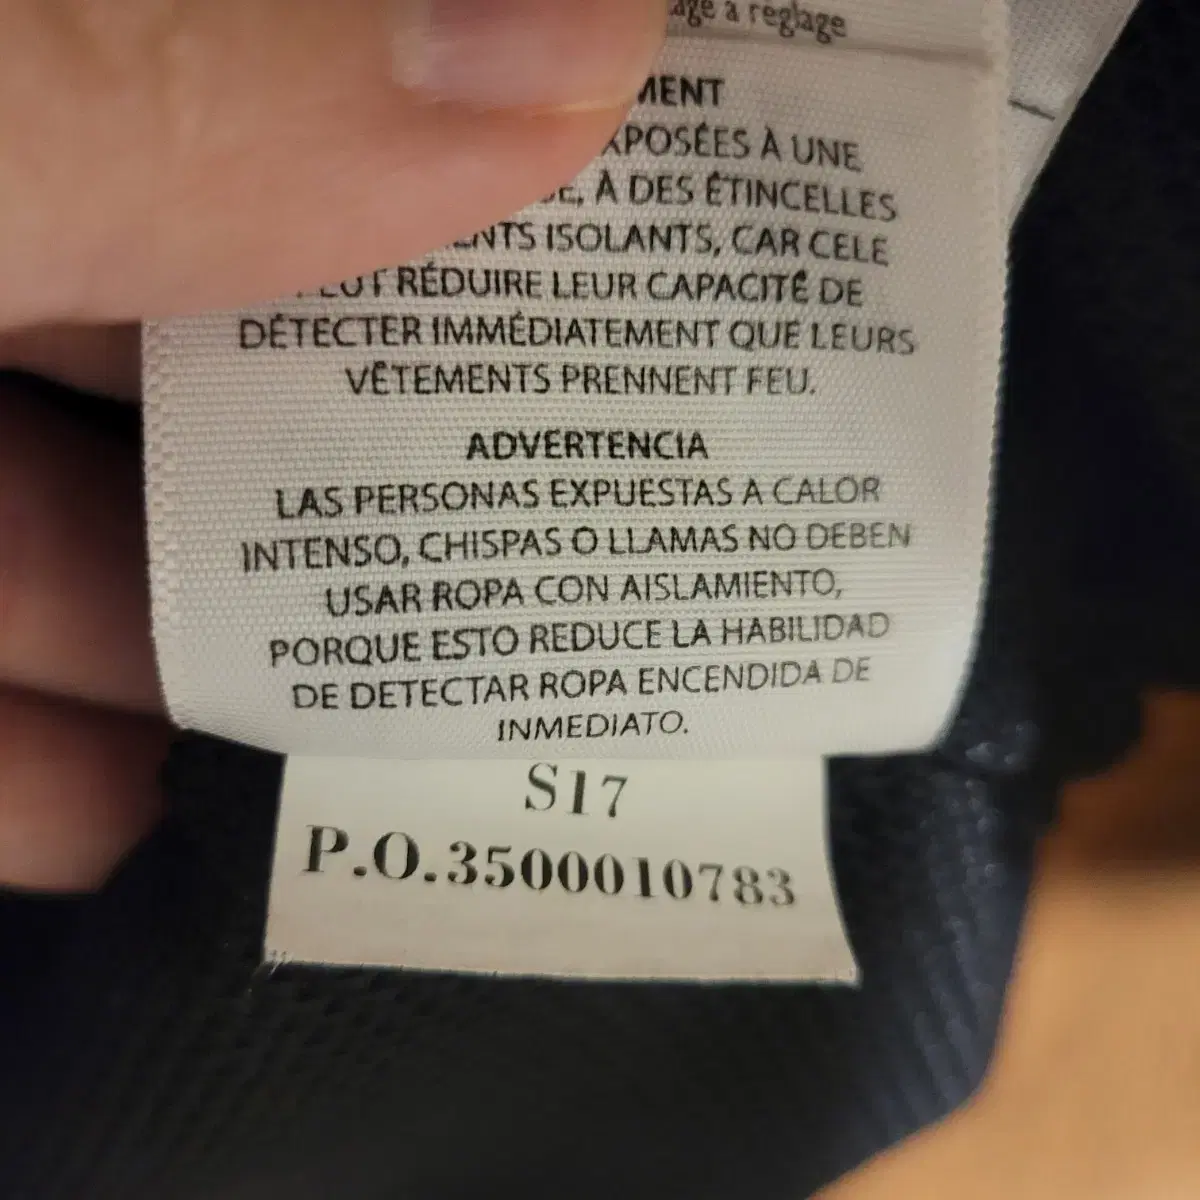 a réglage
XPOSÉES À UNE
À DES ÉTINCELLES
ISOLANTS, CAR CELE
RÉDUIRE LEUR CAPACITÉ DE
DÉTECTER IMMÉDIATEMENT QUE LEURS
VÊTEMENTS PRENNENT FEU.
ADVERTENCIA
LAS PERSONAS EXPUESTAS A CALOR
INTENSO, CHISPAS O LLAMAS NO DEBEN
USAR ROPA CON AISLAMIENTO,
PORQUE ESTO REDUCE LA HABILIDAD
DE DETECTAR ROPA ENCENDIDA DE
INMEDIATO.
S17
P.O.3500010783